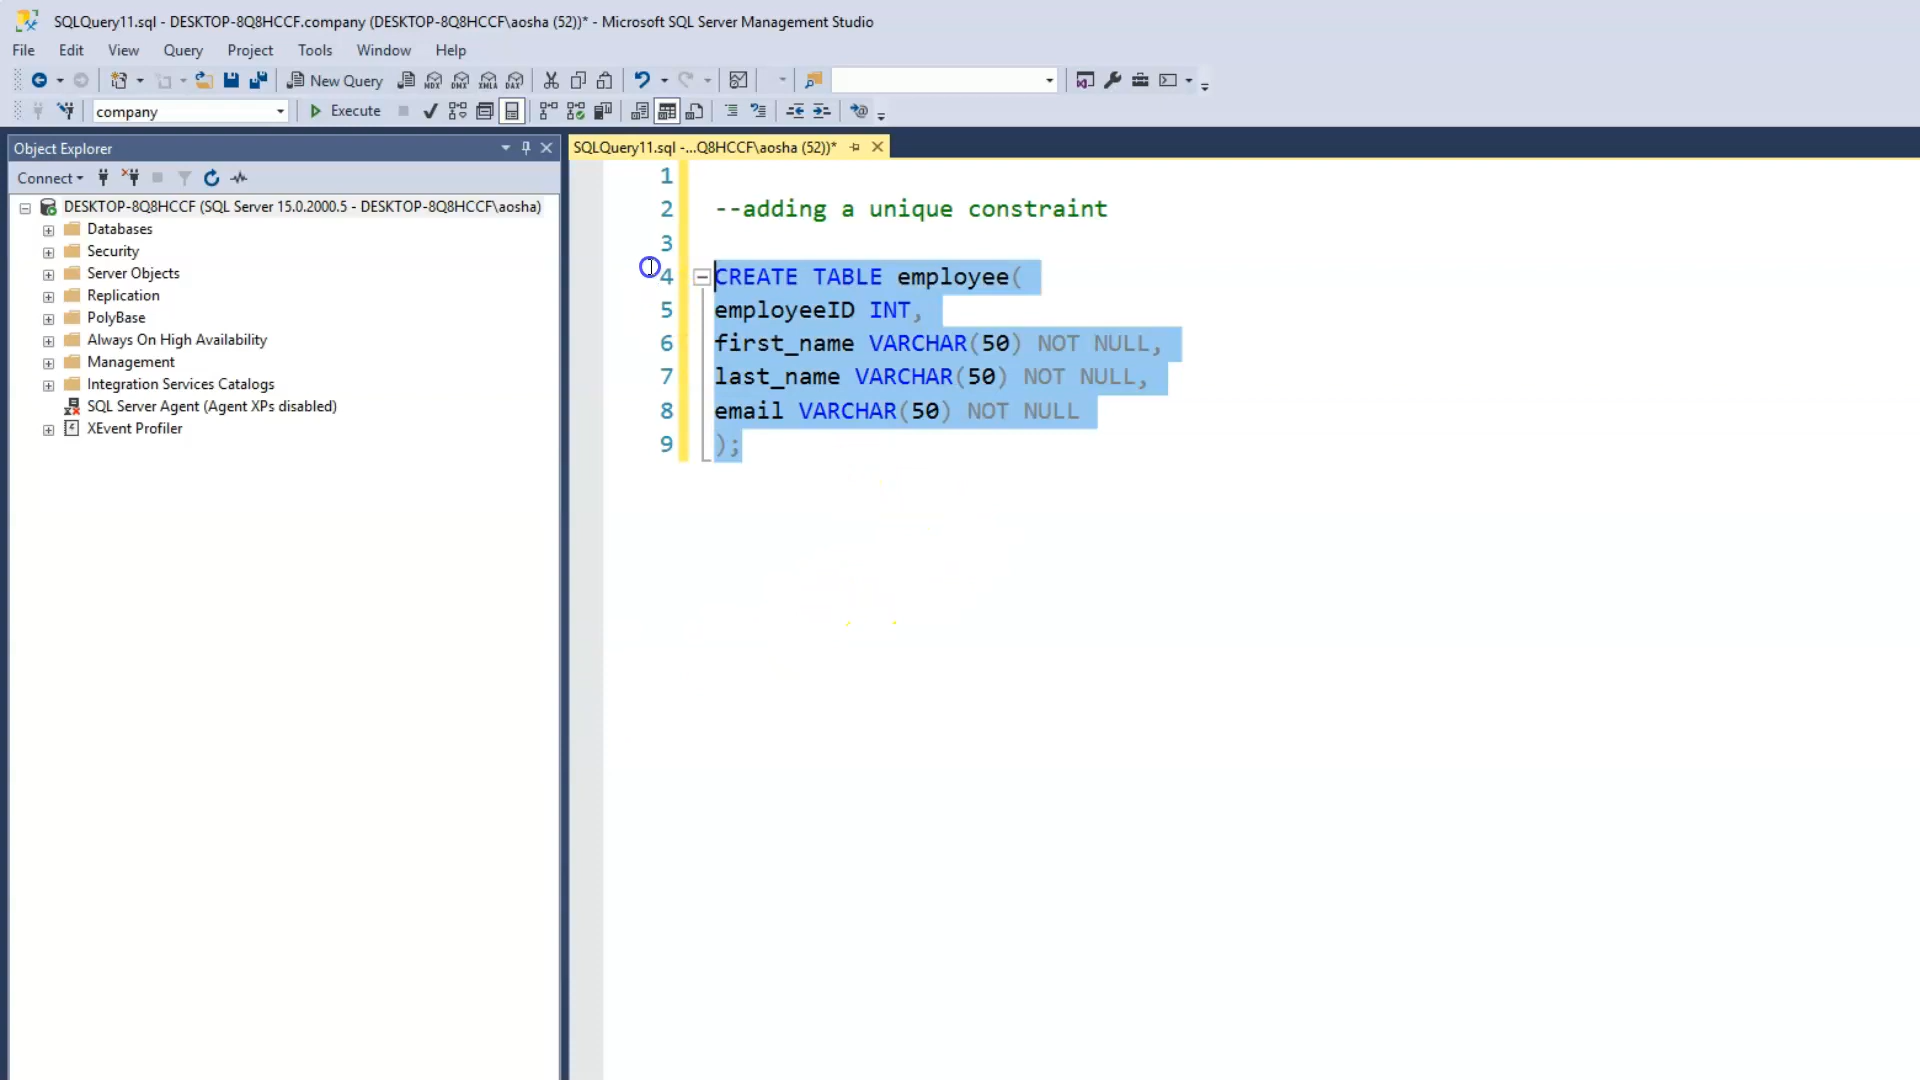 SQLQuery11.sql - DESKTOP-8Q8HCCF.company (DESKTOP-8Q8HCCF\aosha (52))* - Microsoft SQL Server Management Studio
File Edit View Query Project Tools Window Help
New Query MDX DMX XMLA DAX
company Execute
Object Explorer
SQLQuery11.sql -...Q8HCCF\aosha (52))*
Connect
DESKTOP-8Q8HCCF (SQL Server 15.0.2000.5 - DESKTOP-8Q8HCCF\aosha)
Databases
Security
Server Objects
Replication
PolyBase
Always On High Availability
Management
Integration Services Catalogs
SQL Server Agent (Agent XPs disabled)
XEvent Profiler
1
2 --adding a unique constraint
3
4 CREATE TABLE employee(
5 employeeID INT,
6 first_name VARCHAR(50) NOT NULL,
7 last_name VARCHAR(50) NOT NULL,
8 email VARCHAR(50) NOT NULL
9 );